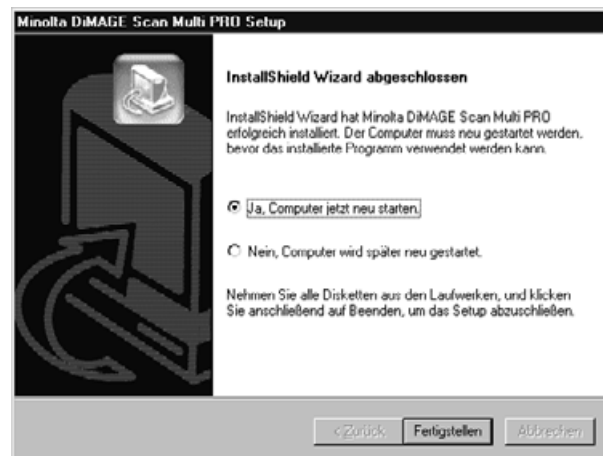 Minolta DiMAGE Scan Multi PRO Setup
InstallShield Wizard abgeschlossen
InstallShield Wizard hat Minolta DiMAGE Scan Multi PRO
erfolgreich installiert. Der Computer muss neu gestartet werden,
bevor das installierte Programm verwendet werden kann.
Ja, Computer jetzt neu starten.
Nein, Computer wird später neu gestartet.
Nehmen Sie alle Disketten aus den Laufwerken, und klicken
Sie anschließend auf Beenden, um das Setup abzuschließen.
< Zurück Fertigstellen Abbrechen